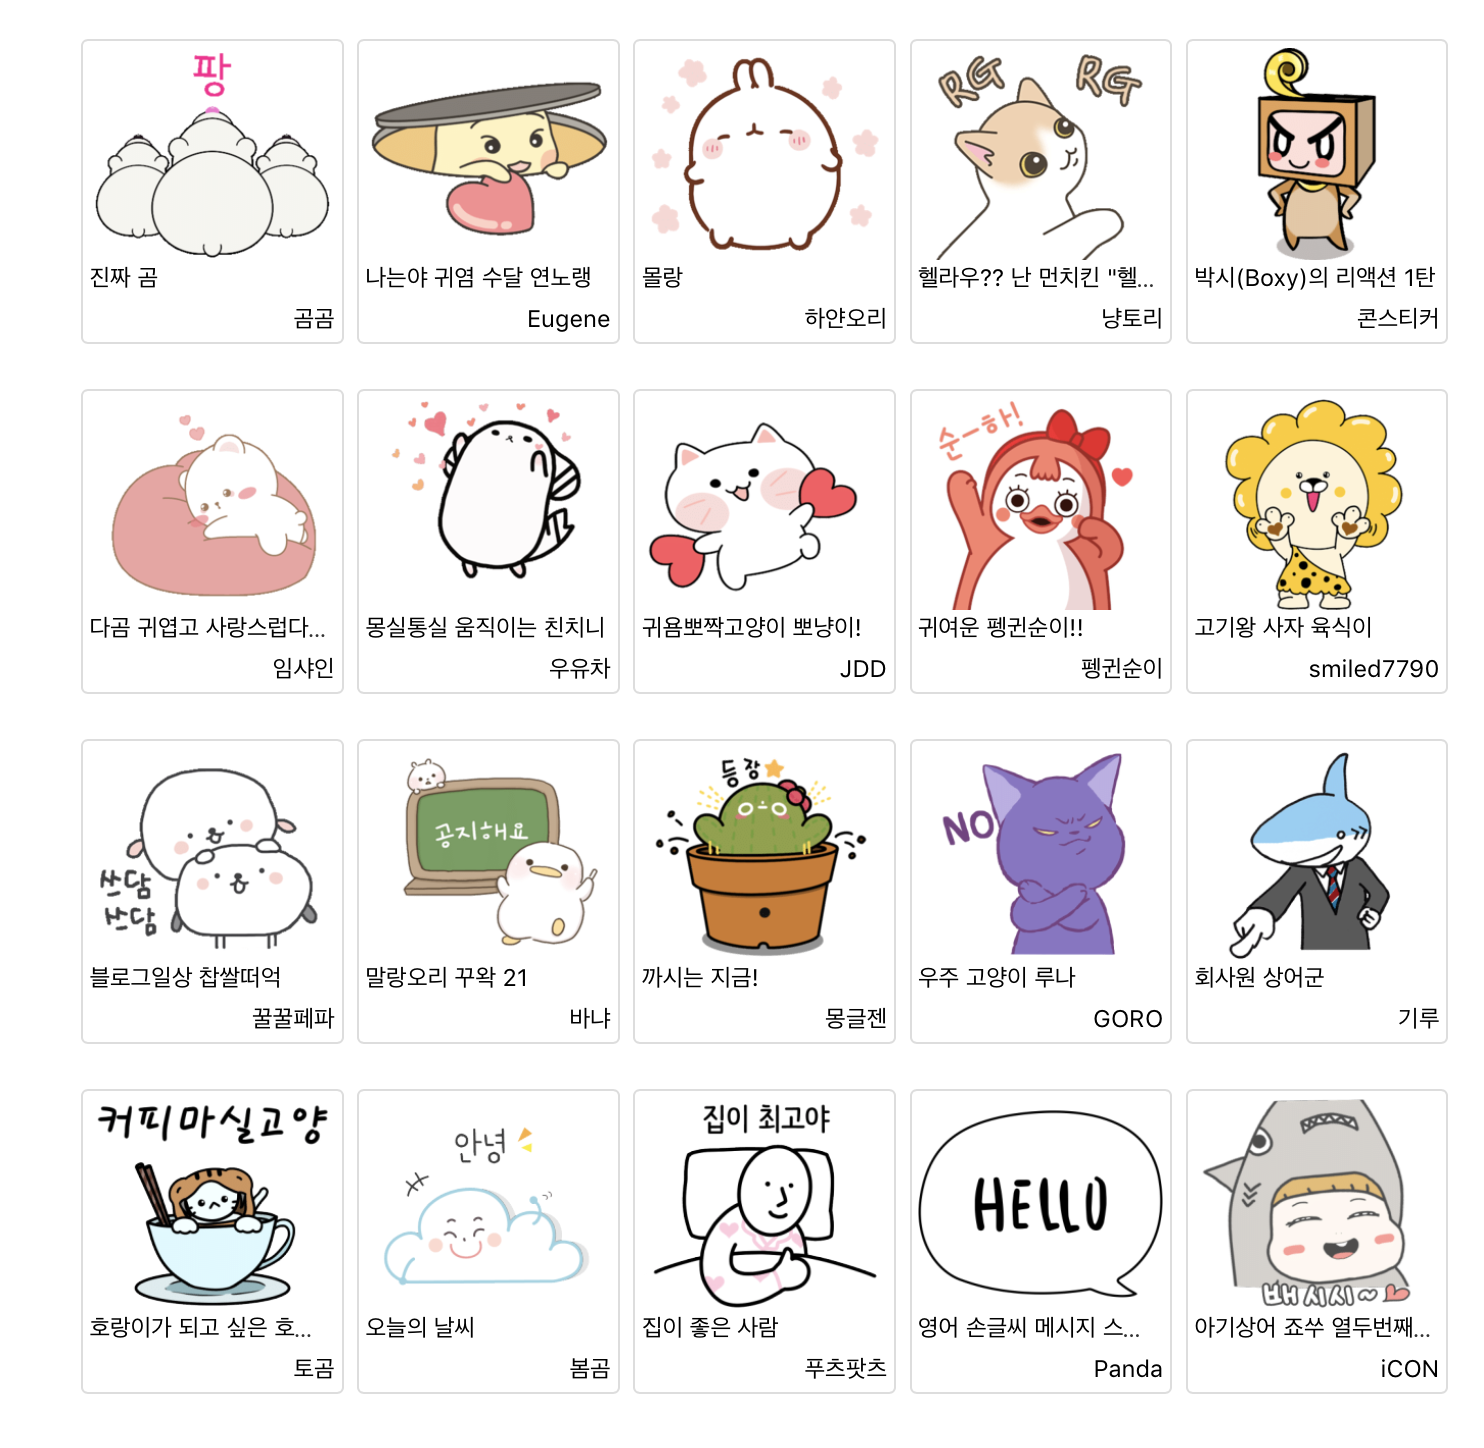 팡
진짜 곰
곰곰
나는야 귀염 수달 연노랭
Eugene
몰랑
하얀오리
RG RG
헬라우?? 난 먼치킨 "헬...
냥토리
박시(Boxy)의 리액션 1탄
콘스티커
다곰 귀엽고 사랑스럽다...
임샤인
몽실통실 움직이는 친치니
우유차
귀욤뽀짝고양이 뽀냥이!
JDD
순-하!
귀여운 펭귄순이!!
펭귄순이
고기왕 사자 육식이
smiled7790
쓰담
쓰담
블로그일상 찹쌀떠억
꿀꿀페파
공지해요
말랑오리 꾸왁 21
바냐
등장
까시는 지금!
몽글젠
NO
우주 고양이 루나
GORO
회사원 상어군
기루
커피마실고양
호랑이가 되고 싶은 호...
토곰
안녕
오늘의 날씨
봄곰
집이 최고야
집이 좋은 사람
푸츠팟츠
HELLO
영어 손글씨 메시지 스...
Panda
배시시~
아기상어 죠쑤 열두번째...
iCON